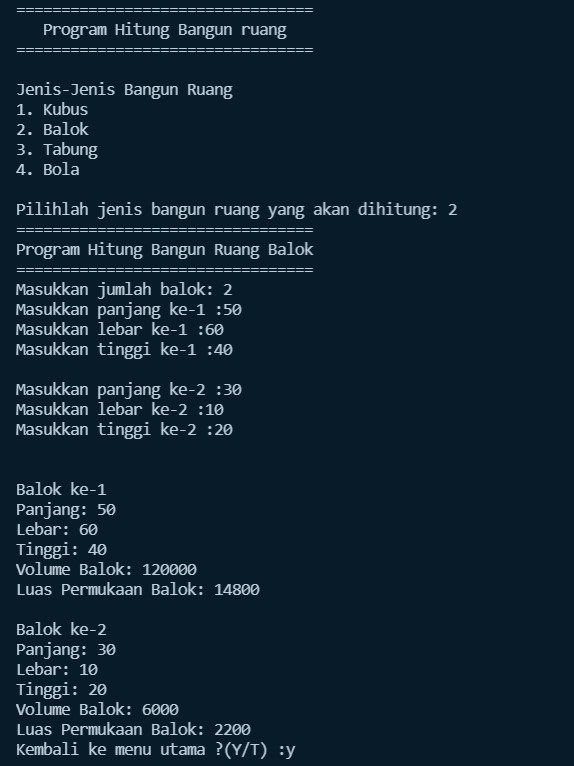 =================================
Program Hitung Bangun ruang
=================================
Jenis-Jenis Bangun Ruang
1. Kubus
2. Balok
3. Tabung
4. Bola
Pilihlah jenis bangun ruang yang akan dihitung: 2
=================================
Program Hitung Bangun Ruang Balok
=================================
Masukkan jumlah balok: 2
Masukkan panjang ke-1 :50
Masukkan lebar ke-1 :60
Masukkan tinggi ke-1 :40
Masukkan panjang ke-2 :30
Masukkan lebar ke-2 :10
Masukkan tinggi ke-2 :20
Balok ke-1
Panjang: 50
Lebar: 60
Tinggi: 40
Volume Balok: 120000
Luas Permukaan Balok: 14800
Balok ke-2
Panjang: 30
Lebar: 10
Tinggi: 20
Volume Balok: 6000
Luas Permukaan Balok: 2200
Kembali ke menu utama ?(Y/T) :y